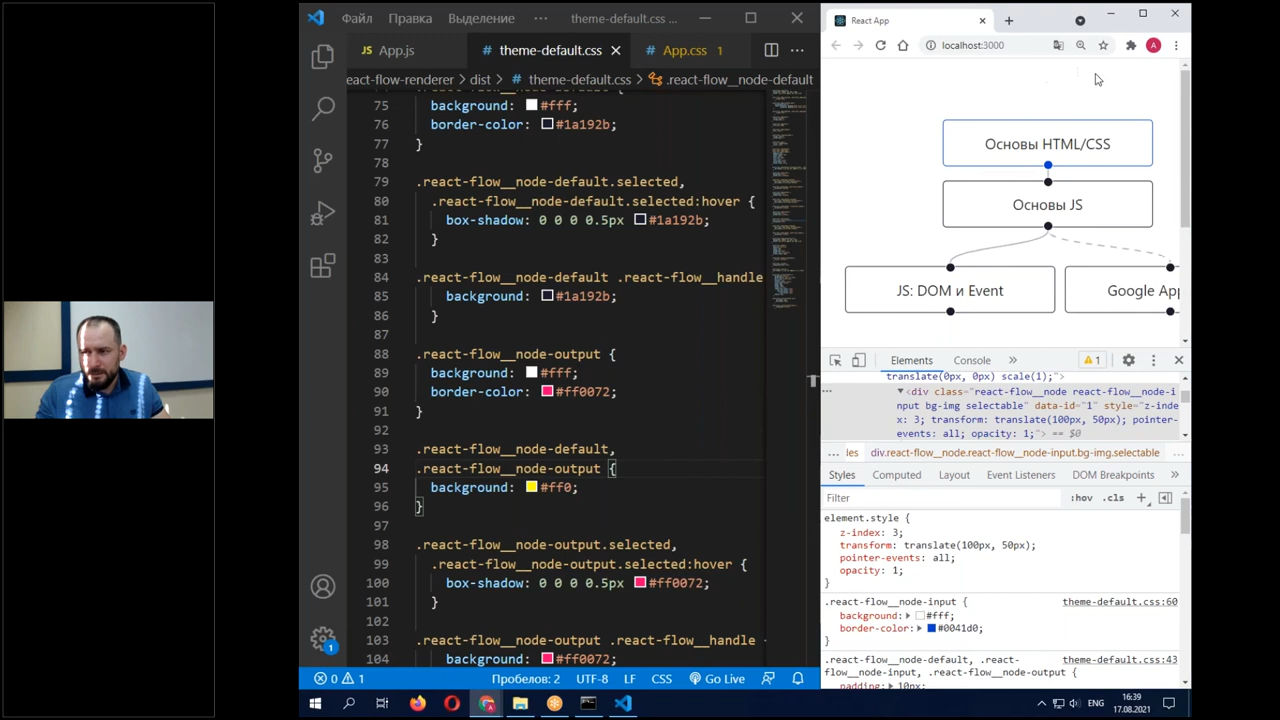 Файл Правка Выделение ··· theme-default.css ...
App.js theme-default.css App.css 1
eact-flow-renderer > dist > # theme-default.css > .react-flow__node-default
75 background: #fff;
76 border-color: #1a192b;
77 }
78
79 .react-flow__node-default.selected,
80 .react-flow__node-default.selected:hover {
81 box-shadow: 0 0 0 0.5px #1a192b;
82 }
83
84 .react-flow__node-default .react-flow__handle
85 background: #1a192b;
86 }
87
88 .react-flow__node-output {
89 background: #fff;
90 border-color: #ff0072;
91 }
92
93 .react-flow__node-default,
94 .react-flow__node-output {
95 background: #ff0;
96 }
97
98 .react-flow__node-output.selected,
99 .react-flow__node-output.selected:hover {
100 box-shadow: 0 0 0 0.5px #ff0072;
101 }
102
103 .react-flow__node-output .react-flow__handle
104 background: #ff0072;
0 1 Пробелов: 2 UTF-8 LF CSS Go Live
React App
localhost:3000
A
Основы HTML/CSS
Основы JS
JS: DOM и Event
Google App
Elements Console » 1
translate(0px, 0px) scale(1);">
<div class="react-flow__node react-flow__node-i
nput bg-img selectable" data-id="1" style="z-inde
x: 3; transform: translate(100px, 50px); pointer-
events: all; opacity: 1;"> == $0
... les div.react-flow__node.react-flow__node-input.bg-img.selectable ...
Styles Computed Layout Event Listeners DOM Breakpoints »
Filter :hov .cls +
element.style {
z-index: 3;
transform: translate(100px, 50px);
pointer-events: all;
opacity: 1;
}
.react-flow__node-input { theme-default.css:60
background: #fff;
border-color: #0041d0;
}
.react-flow__node-default, .react- theme-default.css:43
flow__node-input, .react-flow__node-output {
padding: 10px;
1 ENG 16:39
17.08.2021